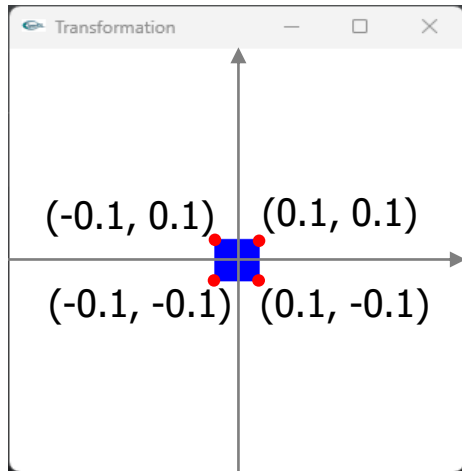 Transformation
(-0.1, 0.1)
(0.1, 0.1)
(-0.1, -0.1)
(0.1, -0.1)